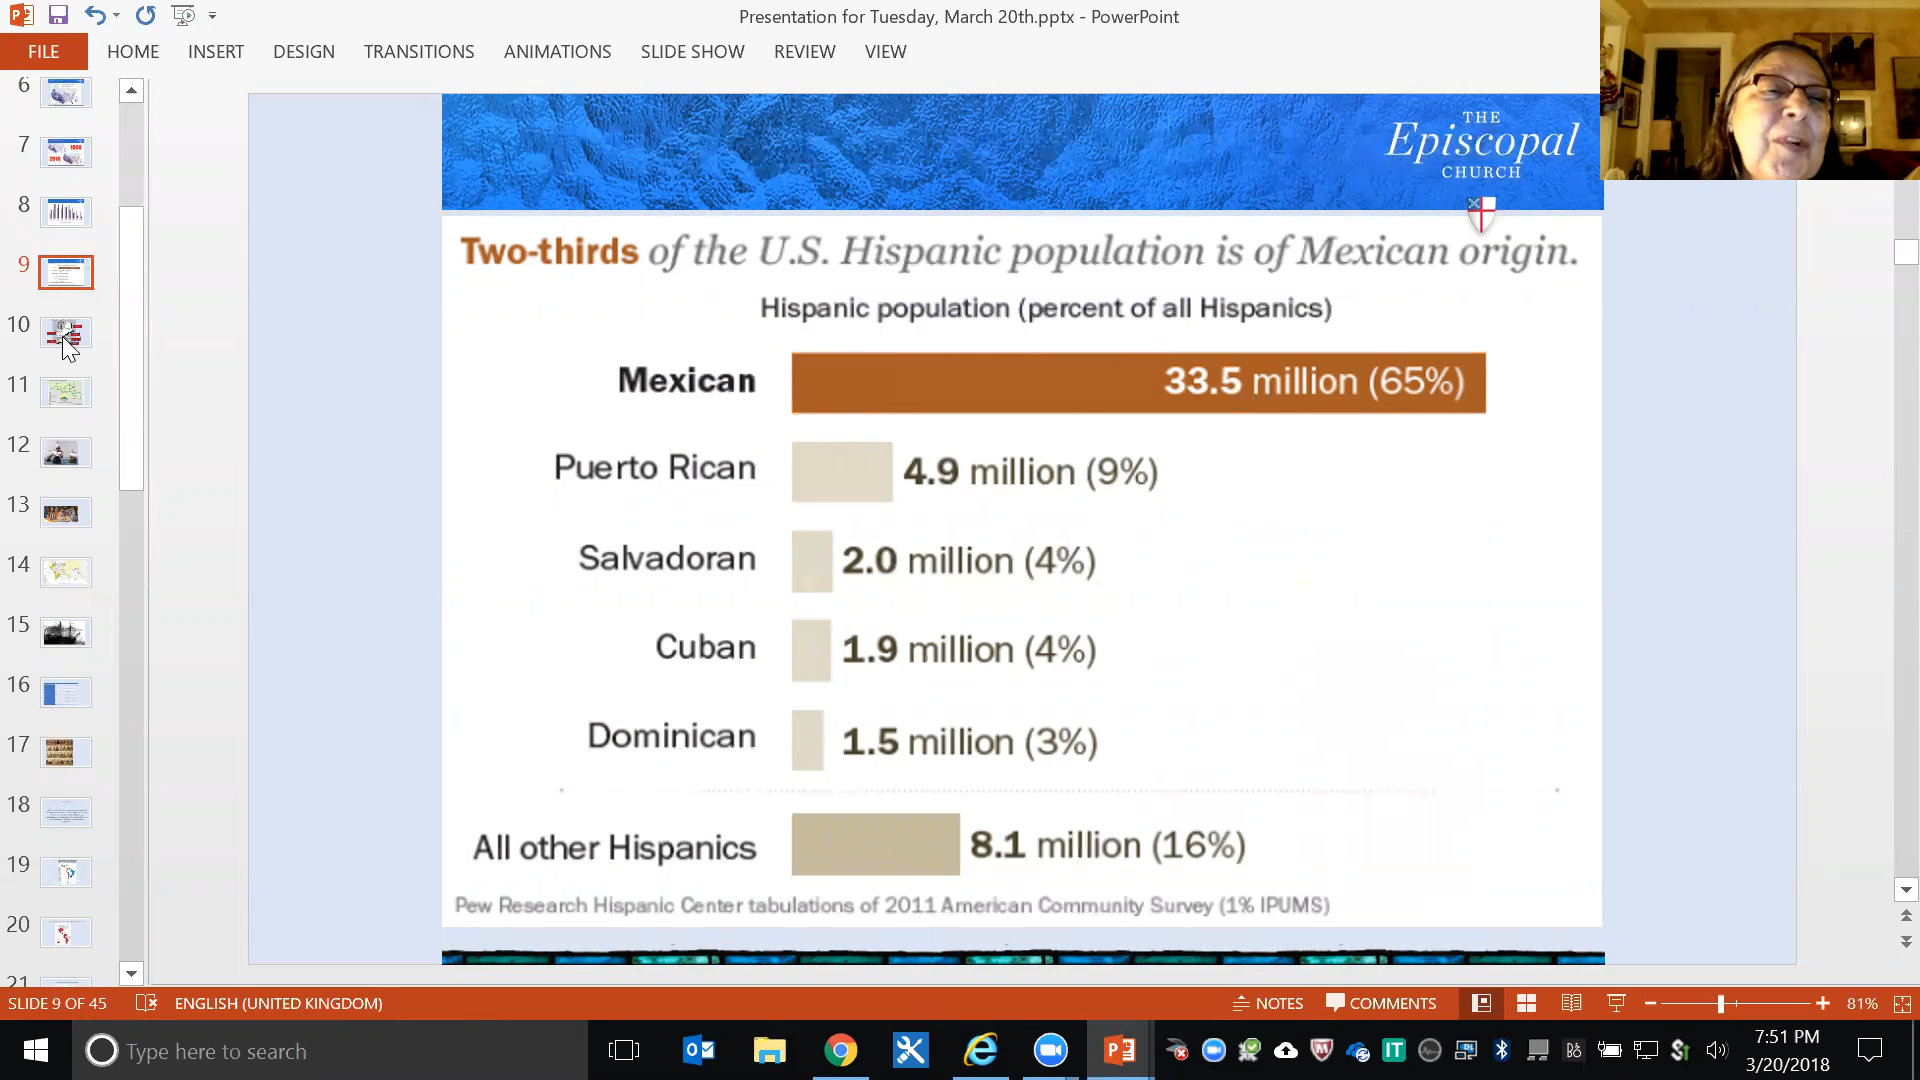 Presentation for Tuesday, March 20th.pptx - PowerPoint
FILE HOME INSERT DESIGN TRANSITIONS ANIMATIONS SLIDE SHOW REVIEW VIEW
6
7
8
9
10
11
12
13
14
15
16
17
18
19
20
21
THE
Episcopal
CHURCH
Two-thirds of the U.S. Hispanic population is of Mexican origin.
Hispanic population (percent of all Hispanics)
Mexican 33.5 million (65%)
Puerto Rican 4.9 million (9%)
Salvadoran 2.0 million (4%)
Cuban 1.9 million (4%)
Dominican 1.5 million (3%)
All other Hispanics 8.1 million (16%)
Pew Research Hispanic Center tabulations of 2011 American Community Survey (1% IPUMS)
SLIDE 9 OF 45 ENGLISH (UNITED KINGDOM) NOTES COMMENTS 81%
Type here to search
7:51 PM
3/20/2018